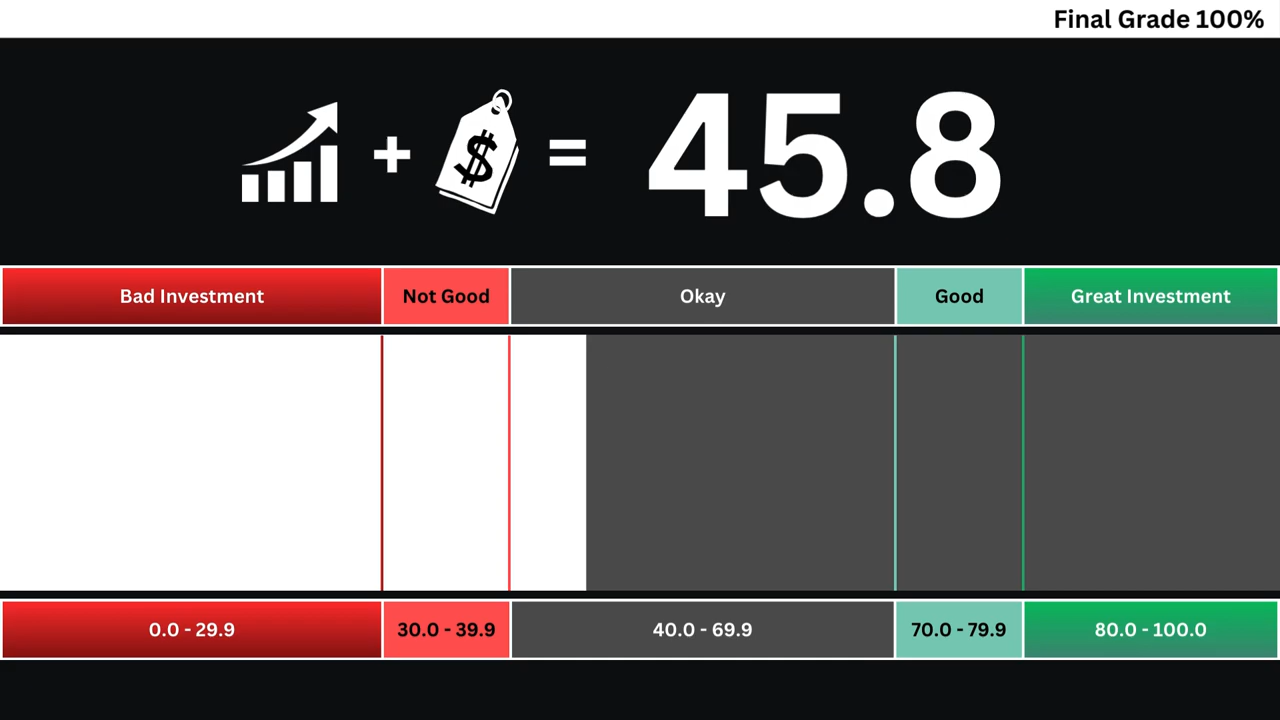 Final Grade 100%
+ $ = 45.8
Bad Investment Not Good Okay Good Great Investment
0.0 - 29.9 30.0 - 39.9 40.0 - 69.9 70.0 - 79.9 80.0 - 100.0